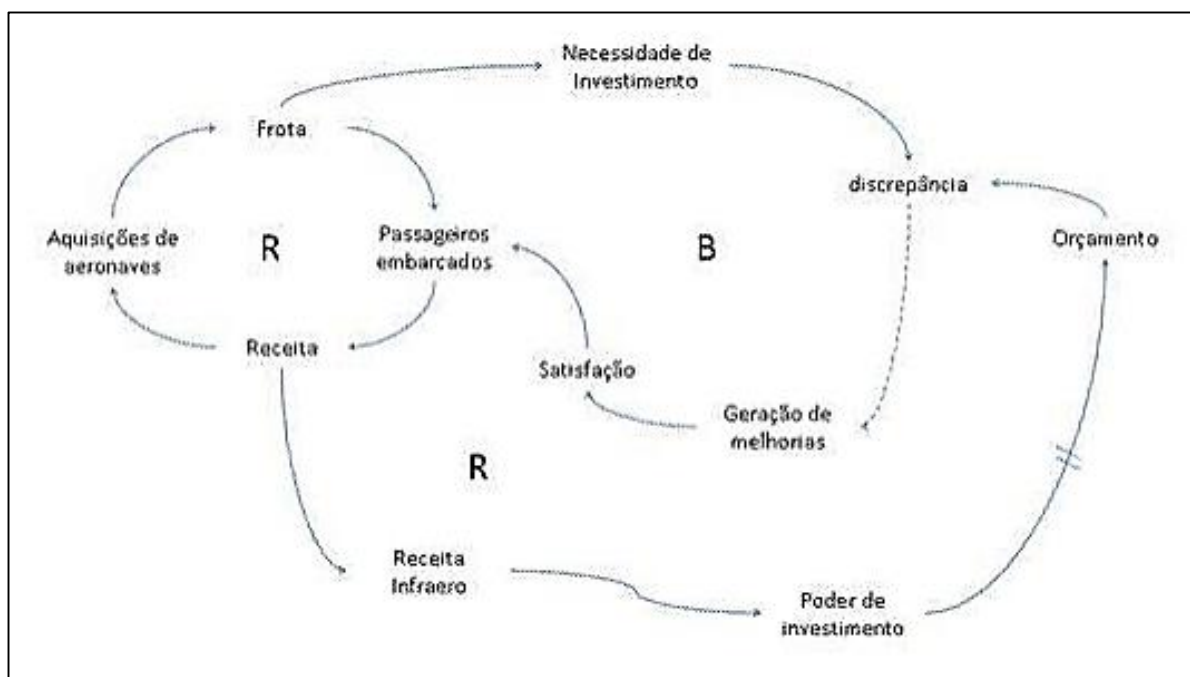 Necessidade de
Investimento
Frota
discrepância
Aquisições de
aeronaves
R
Passageiros
embarcados
B
Orçamento
Receita
Satisfação
Geração de
melhorias
R
Receita
Infraero
Poder de
investimento